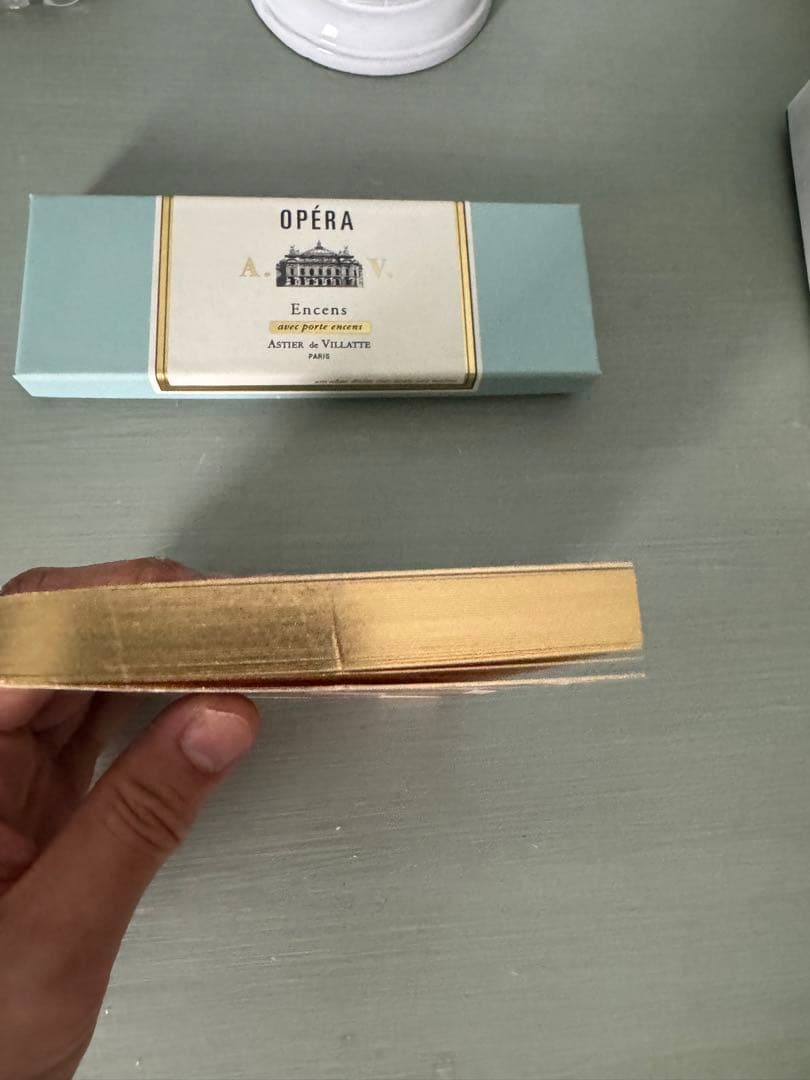 OPÉRA
A. V.
Encens
avec porte encens
ASTIER de VILLATTE
PARIS